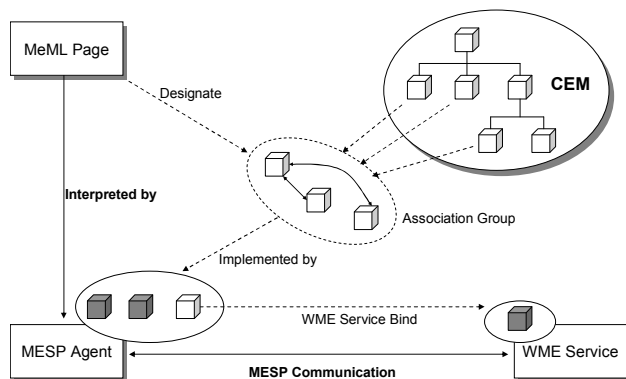 MeML Page
CEM
Designate
Interpreted by
Association Group
Implemented by
WME Service Bind
MESP Agent
WME Service
MESP Communication